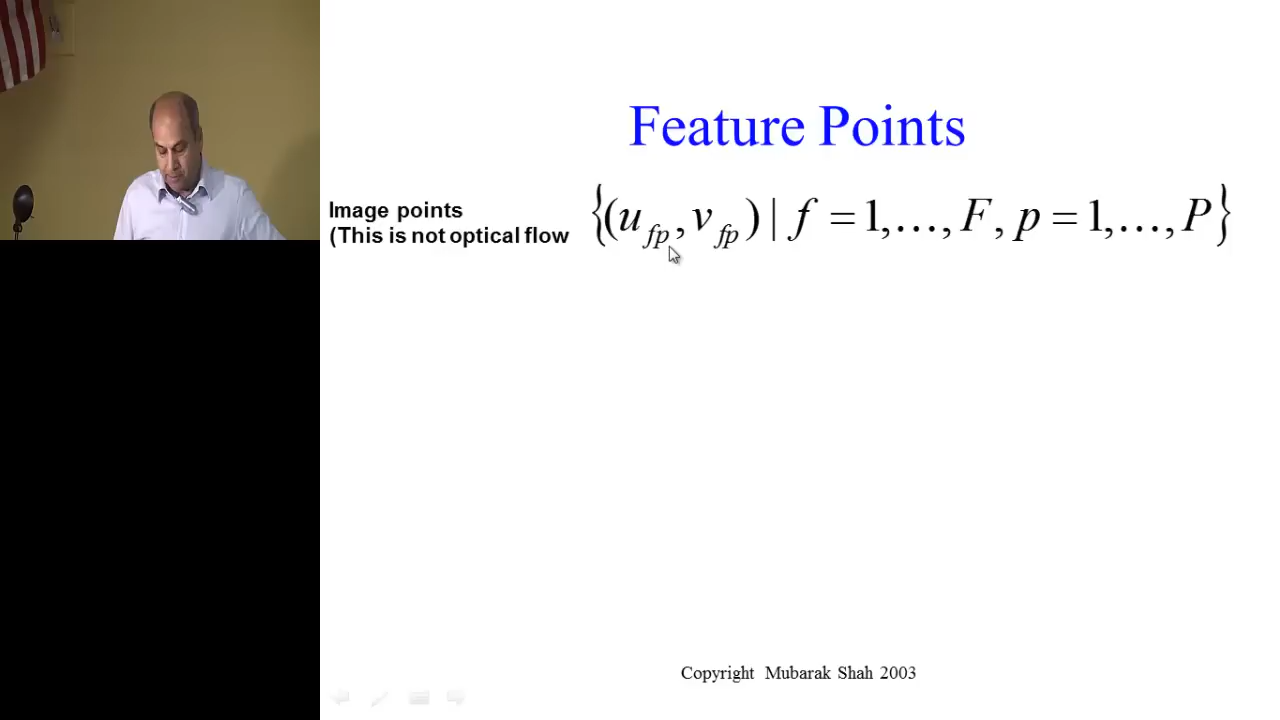 Feature Points
Image points
(This is not optical flow
{(u_fp, v_fp) | f = 1,…, F, p = 1,…, P}
Copyright Mubarak Shah 2003